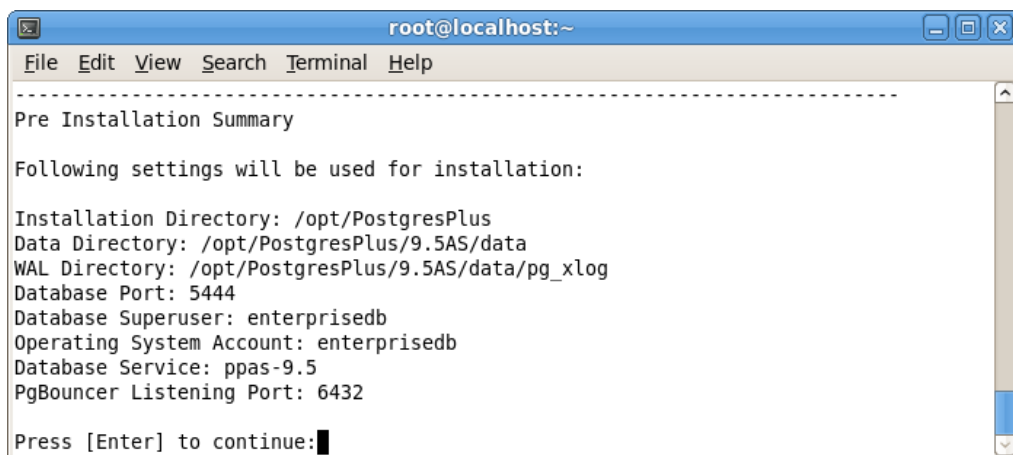 root@localhost:~
File Edit View Search Terminal Help
-----------------------------------------------------------------------------
Pre Installation Summary
Following settings will be used for installation:
Installation Directory: /opt/PostgresPlus
Data Directory: /opt/PostgresPlus/9.5AS/data
WAL Directory: /opt/PostgresPlus/9.5AS/data/pg_xlog
Database Port: 5444
Database Superuser: enterprisedb
Operating System Account: enterprisedb
Database Service: ppas-9.5
PgBouncer Listening Port: 6432
Press [Enter] to continue: